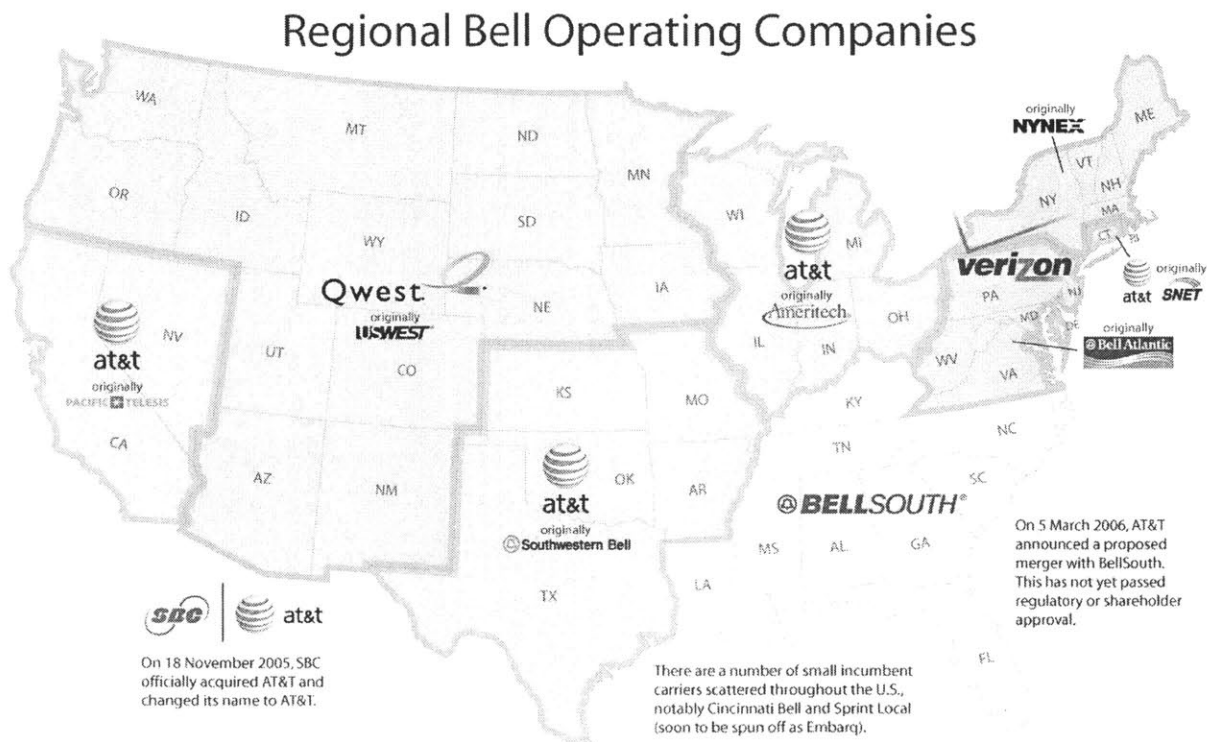 Regional Bell Operating Companies
WA
MT
ND
MN
OR
ID
WY
SD
WI
MI
originally
NYNEX
ME
VT
NH
NY
MA
CT
RI
Qwest
originally
USWEST
NE
IA
at&t
originally
Ameritech
IL
IN
OH
verizon
PA
NJ
MD
DE
at&t
originally
SNET
originally
Bell Atlantic
WV
VA
at&t
NV
originally
PACIFIC TELESIS
CA
UT
CO
KS
MO
KY
TN
NC
AZ
NM
at&t
OK
AR
originally
Southwestern Bell
BELLSOUTH®
SC
MS
AL
GA
LA
TX
FL
On 5 March 2006, AT&T
announced a proposed
merger with BellSouth.
This has not yet passed
regulatory or shareholder
approval.
SBC
at&t
On 18 November 2005, SBC
officially acquired AT&T and
changed its name to AT&T.
There are a number of small incumbent
carriers scattered throughout the U.S.,
notably Cincinnati Bell and Sprint Local
(soon to be spun off as Embarq).